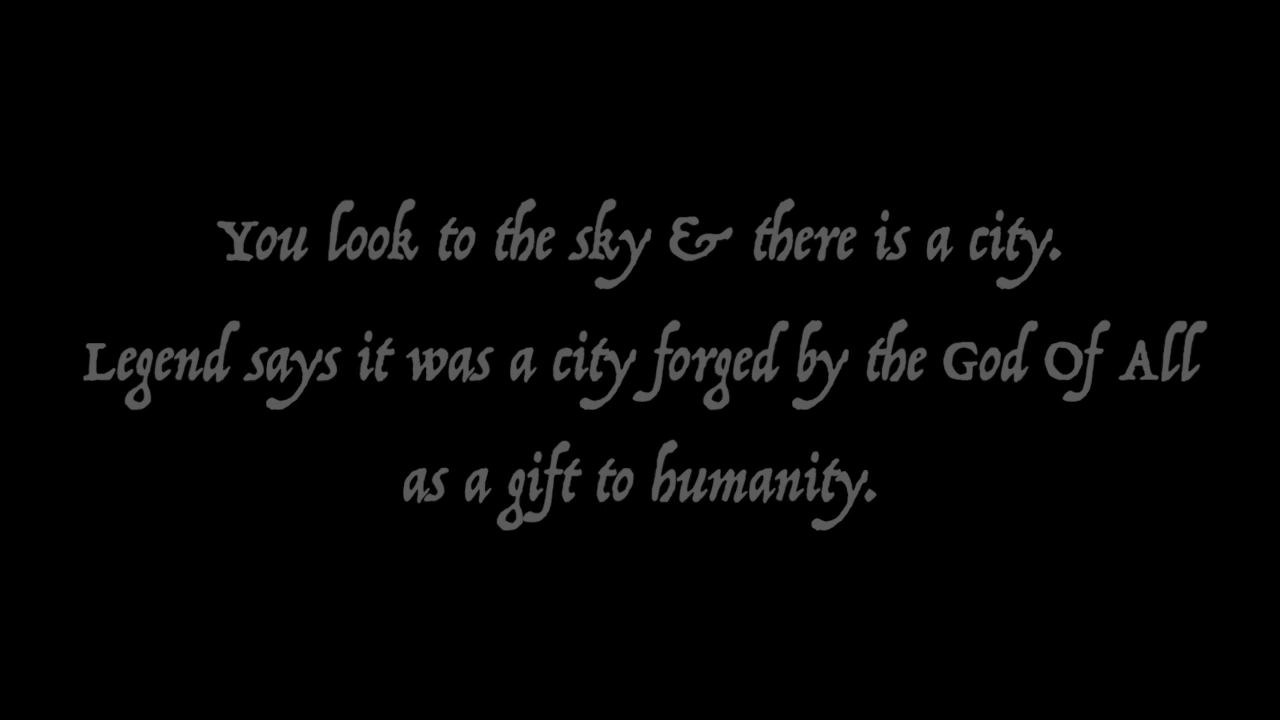 You look to the sky & there is a city.
Legend says it was a city forged by the God Of All
as a gift to humanity.